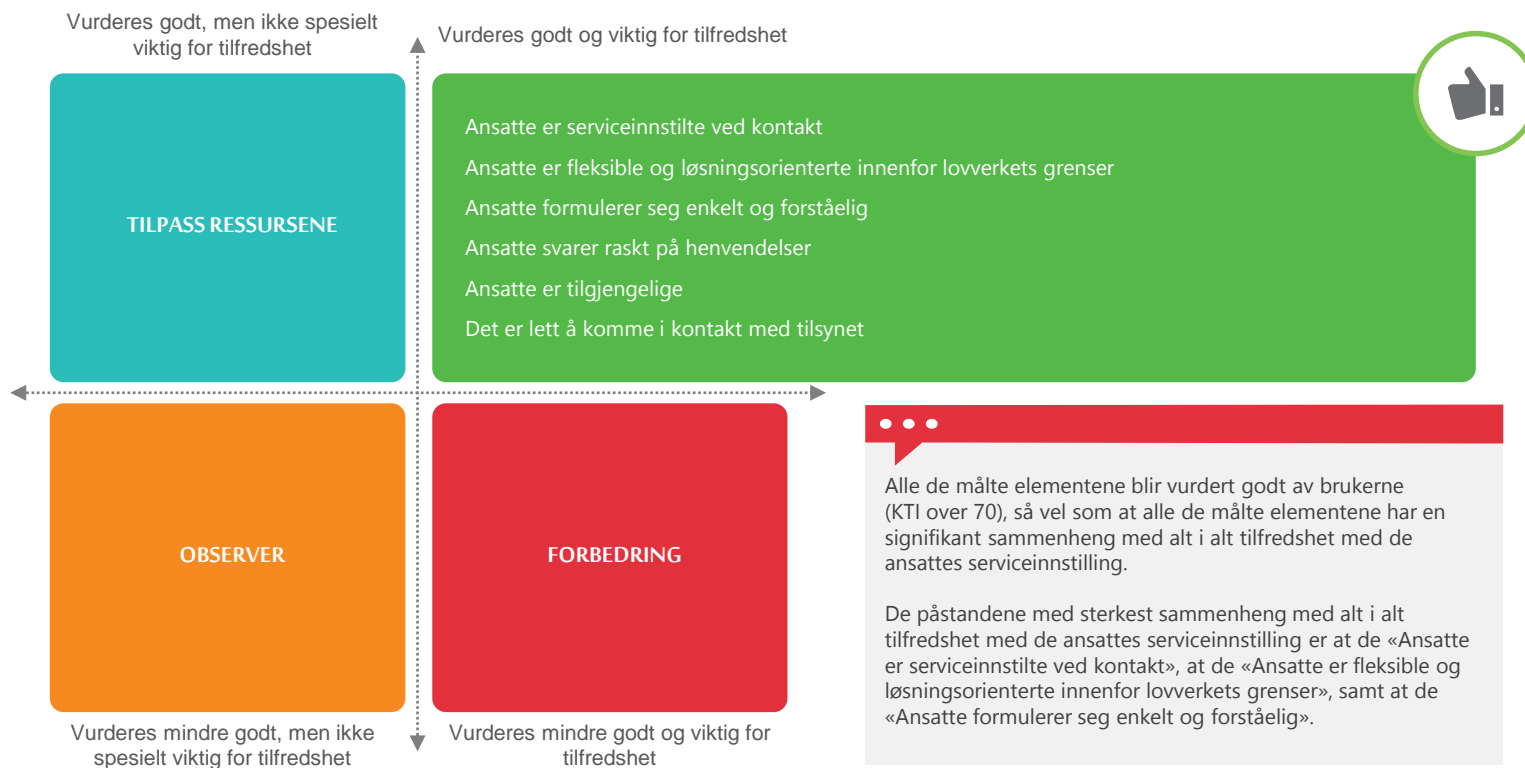 Vurderes godt, men ikke spesielt
viktig for tilfredshet
Vurderes godt og viktig for tilfredshet
TILPASS RESSURSENE
Ansatte er serviceinnstilte ved kontakt
Ansatte er fleksible og løsningsorienterte innenfor lovverkets grenser
Ansatte formulerer seg enkelt og forståelig
Ansatte svarer raskt på henvendelser
Ansatte er tilgjengelige
Det er lett å komme i kontakt med tilsynet
OBSERVER
FORBEDRING
Alle de målte elementene blir vurdert godt av brukerne
(KTI over 70), så vel som at alle de målte elementene har en
signifikant sammenheng med alt i alt tilfredshet med de
ansattes serviceinnstilling.
De påstandene med sterkest sammenheng med alt i alt
tilfredshet med de ansattes serviceinnstilling er at de «Ansatte
er serviceinnstilte ved kontakt», at de «Ansatte er fleksible og
løsningsorienterte innenfor lovverkets grenser», samt at de
«Ansatte formulerer seg enkelt og forståelig».
Vurderes mindre godt, men ikke
spesielt viktig for tilfredshet
Vurderes mindre godt og viktig for
tilfredshet